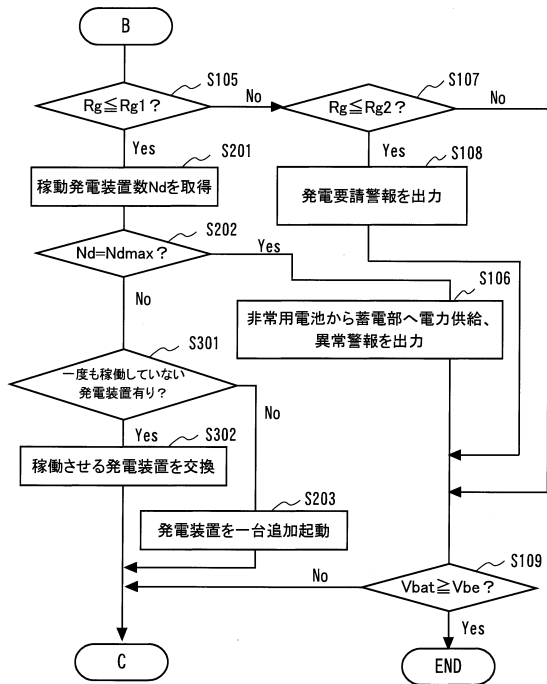 B
S105
Rg≦Rg1?
No
Yes
S107
Rg≦Rg2?
No
Yes
S201
稼動発電装置数Ndを取得
S108
発電要請警報を出力
S202
Nd=Ndmax?
Yes
No
S106
非常用電池から蓄電部へ電力供給、
異常警報を出力
S301
一度も稼働していない
発電装置有り?
No
Yes
S302
稼働させる発電装置を交換
S203
発電装置を一台追加起動
S109
Vbat≧Vbe?
No
Yes
C
END